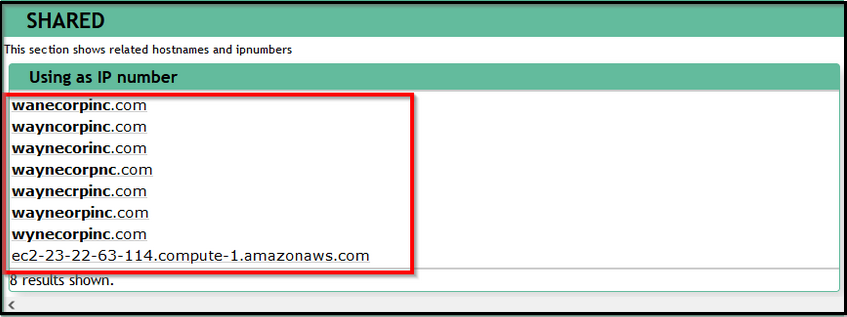 SHARED
This section shows related hostnames and ipnumbers
Using as IP number
wanecorpinc.com
wayncorpinc.com
waynecorinc.com
waynecorpnc.com
waynecrpinc.com
wayneorpinc.com
wynecorpinc.com
ec2-23-22-63-114.compute-1.amazonaws.com
8 results shown.